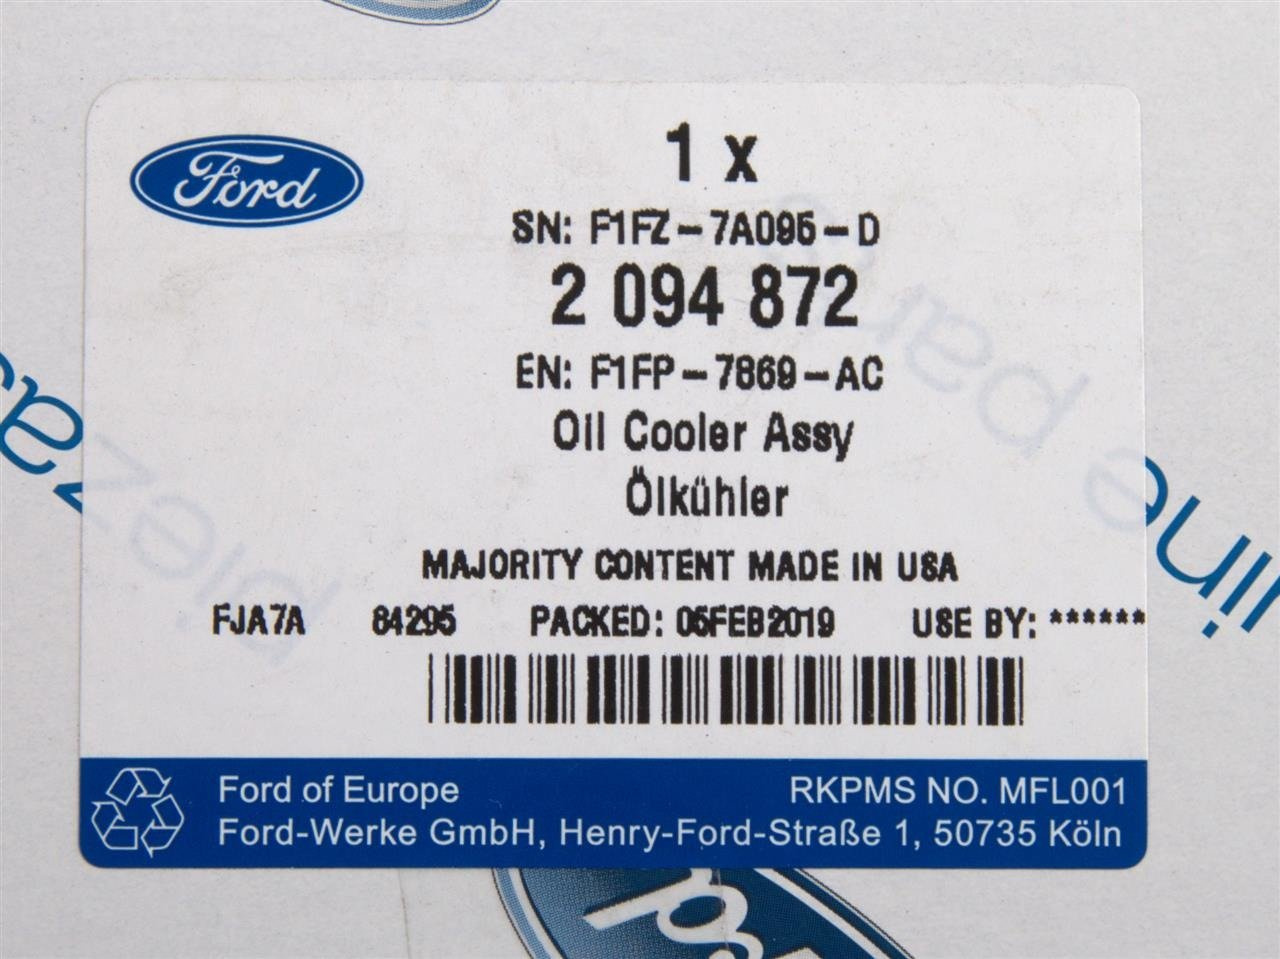 Ford
1 x
SN: F1FZ-7A095-D
2 094 872
EN: F1FP-7869-AC
Oil Cooler Assy
Ölkühler
MAJORITY CONTENT MADE IN USA
FJA7A 84295 PACKED: 05FEB2019 USE BY: ******
Ford of Europe RKPMS NO. MFL001
Ford-Werke GmbH, Henry-Ford-Straße 1, 50735 Köln
line